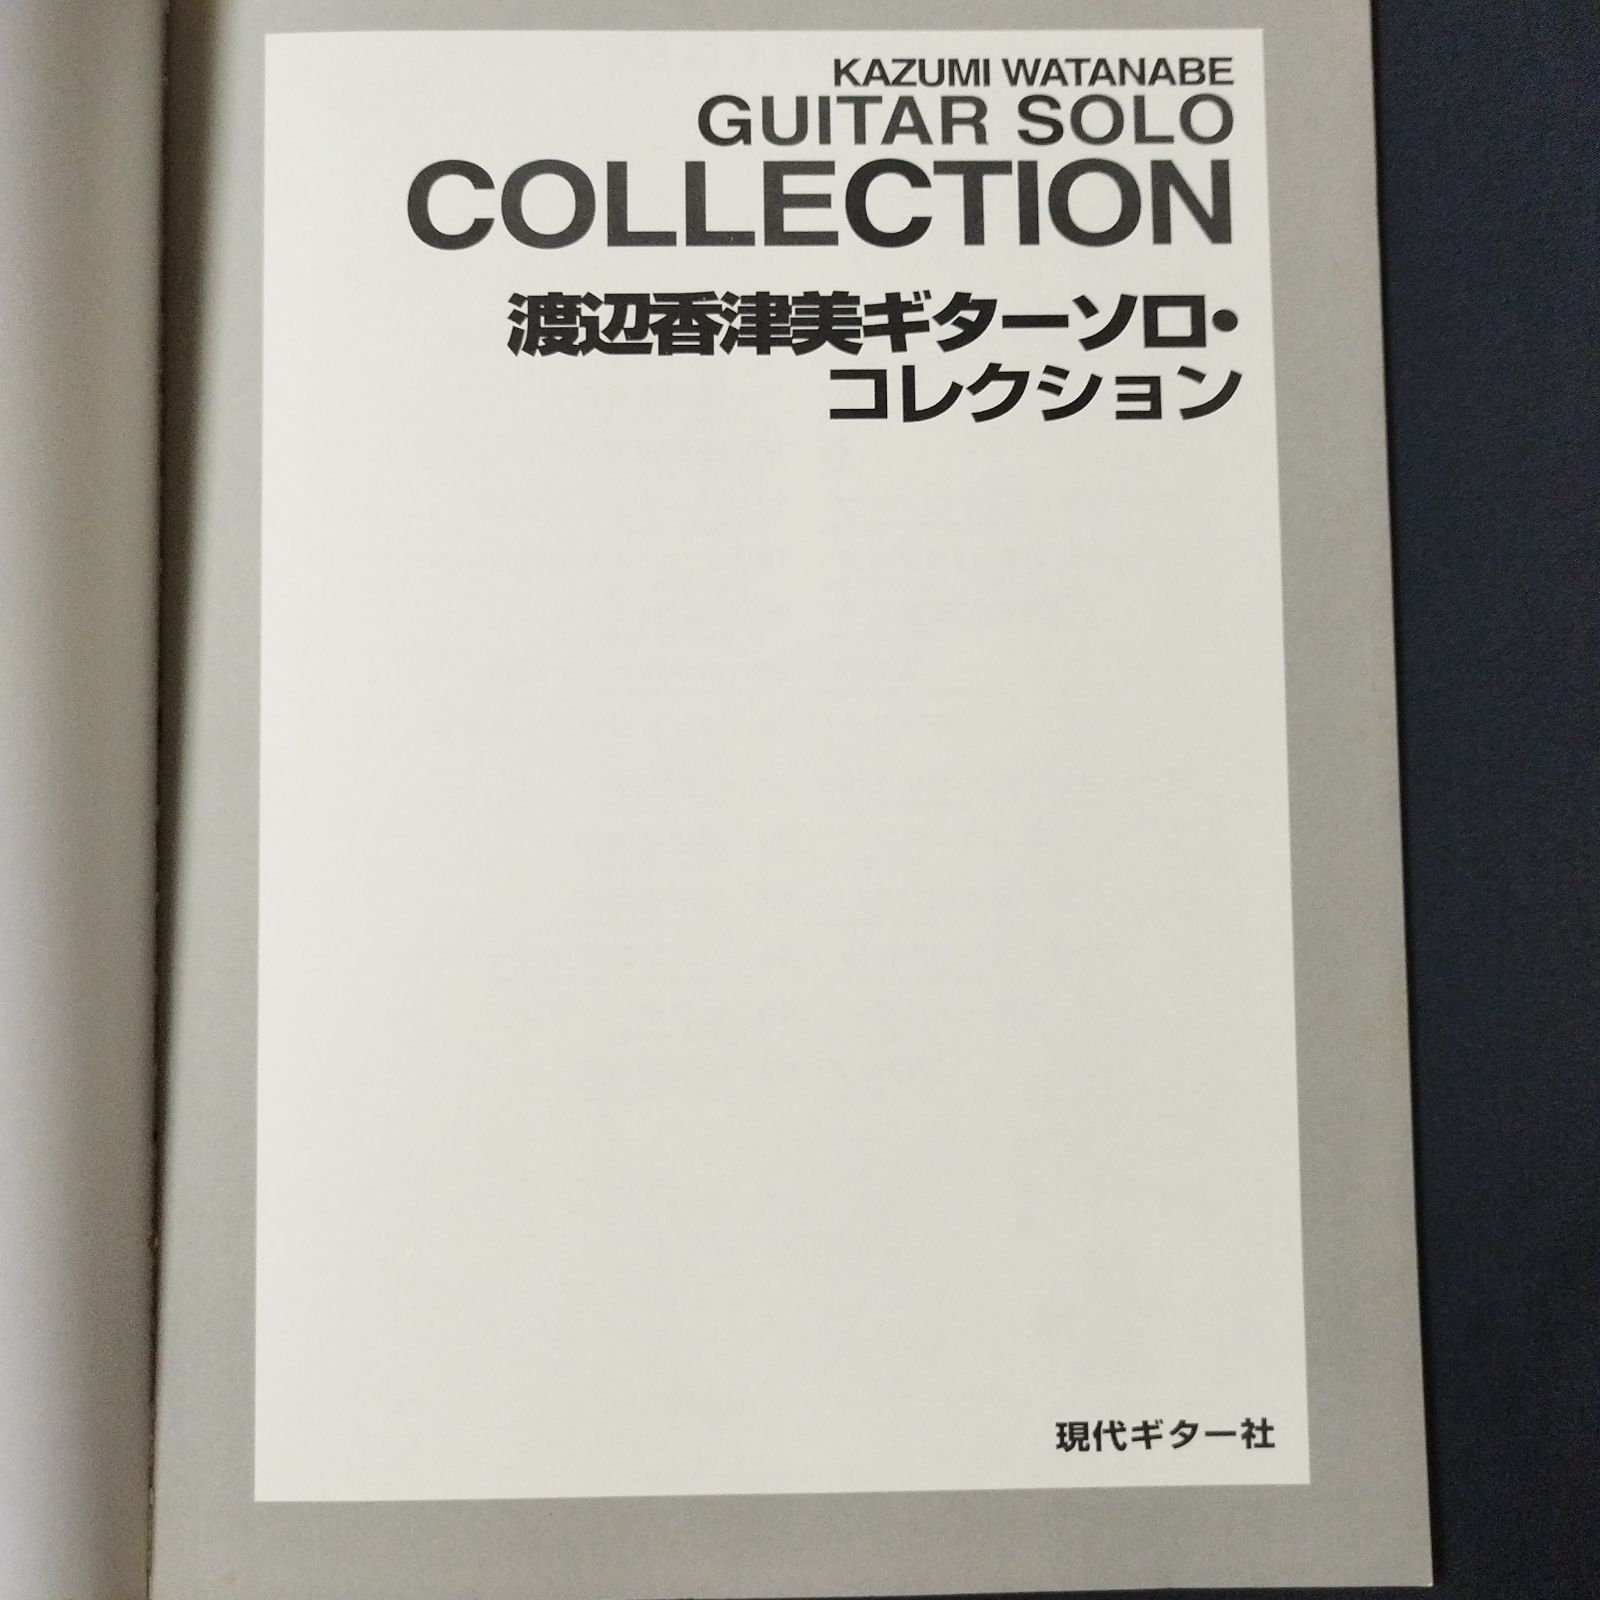 KAZUMI WATANABE
GUITAR SOLO
COLLECTION
渡辺香津美ギターソロ・
コレクション
現代ギター社